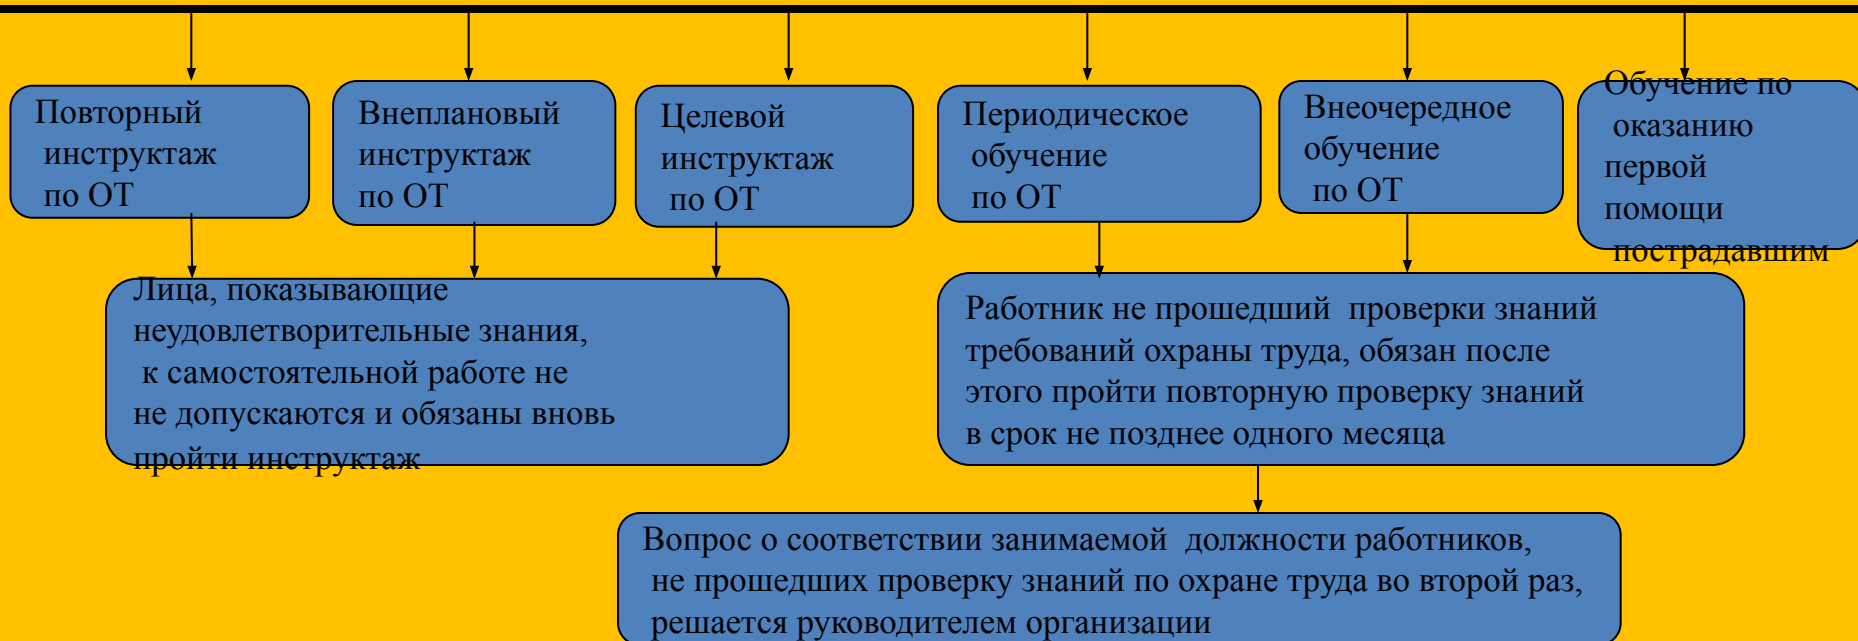 Повторный
инструктаж
по ОТ
Внеплановый
инструктаж
по ОТ
Целевой
инструктаж
по ОТ
Периодическое
обучение
по ОТ
Внеочередное
обучение
по ОТ
Обучение по
оказанию
первой
помощи
пострадавшим
Лица, показывающие
неудовлетворительные знания,
к самостоятельной работе не
не допускаются и обязаны вновь
пройти инструктаж
Работник не прошедший проверки знаний
требований охраны труда, обязан после
этого пройти повторную проверку знаний
в срок не позднее одного месяца
Вопрос о соответствии занимаемой должности работников,
не прошедших проверку знаний по охране труда во второй раз,
решается руководителем организации